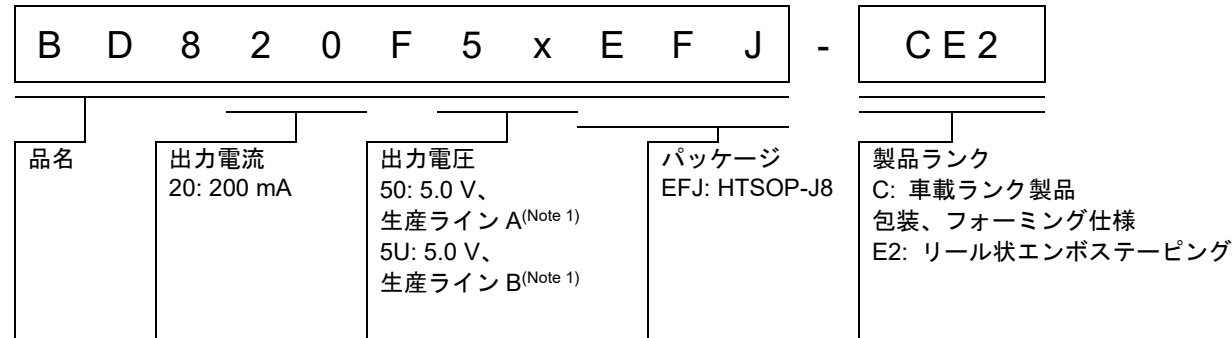 B D 8 2 0 F 5 x E F J - C E 2
品名
出力電流
20: 200 mA
出力電圧
50: 5.0 V、
生産ライン A(Note 1)
5U: 5.0 V、
生産ライン B(Note 1)
パッケージ
EFJ: HTSOP-J8
製品ランク
C: 車載ランク製品
包装、フォーミング仕様
E2: リール状エンボステーピング